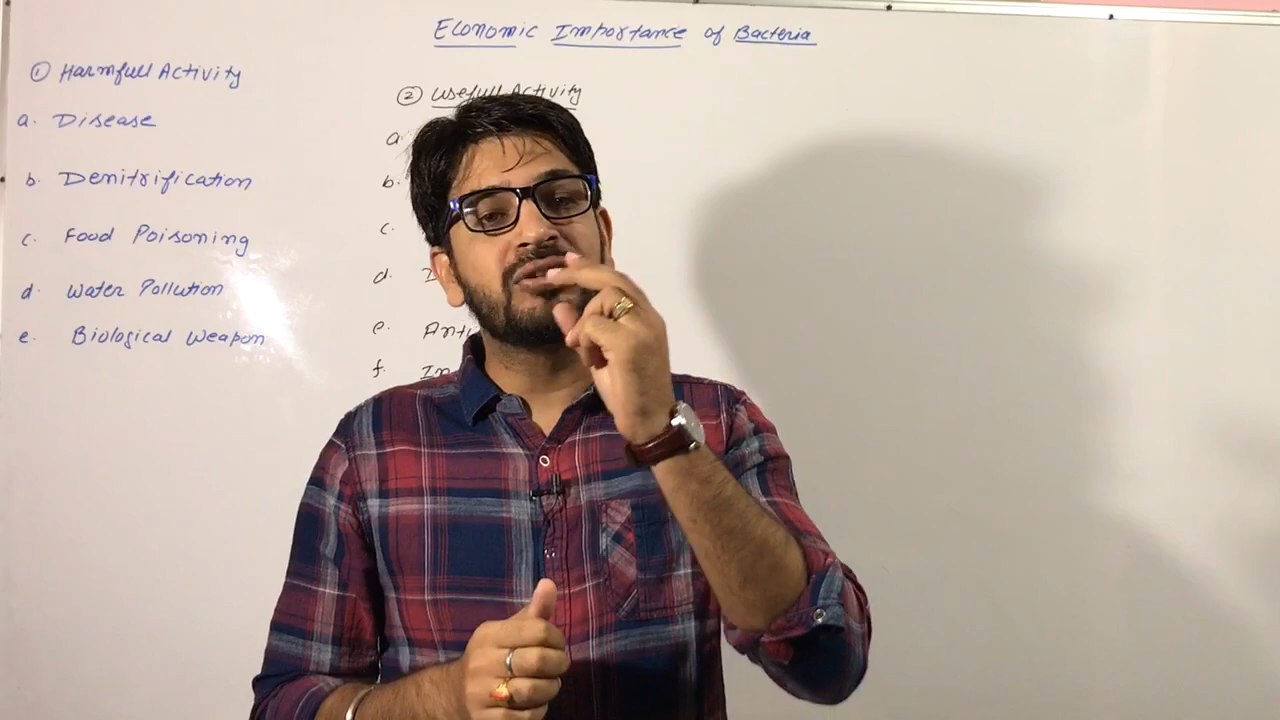 Economic Importance of Bacteria
① Harmfull Activity
a. Disease
b. Denitrification
c. Food Poisoning
d. Water Pollution
e. Biological Weapon
② Usefull Activity
a.
b.
c.
d.
e.
f.